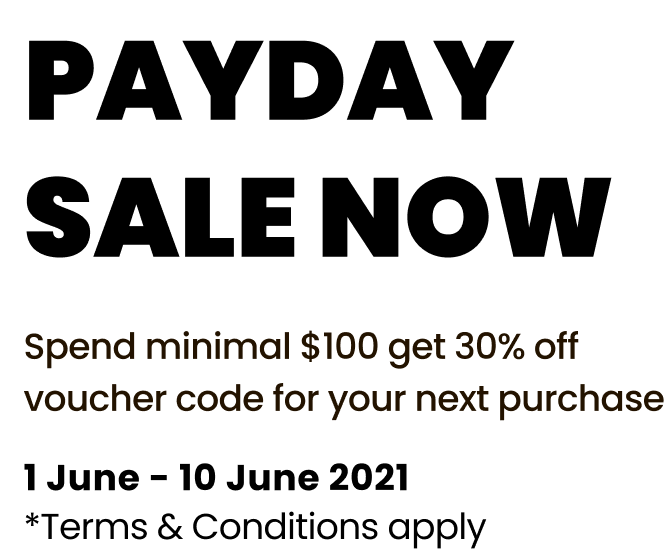 PAYDAY
SALE NOW
Spend minimal $100 get 30% off
voucher code for your next purchase
1 June - 10 June 2021
*Terms & Conditions apply